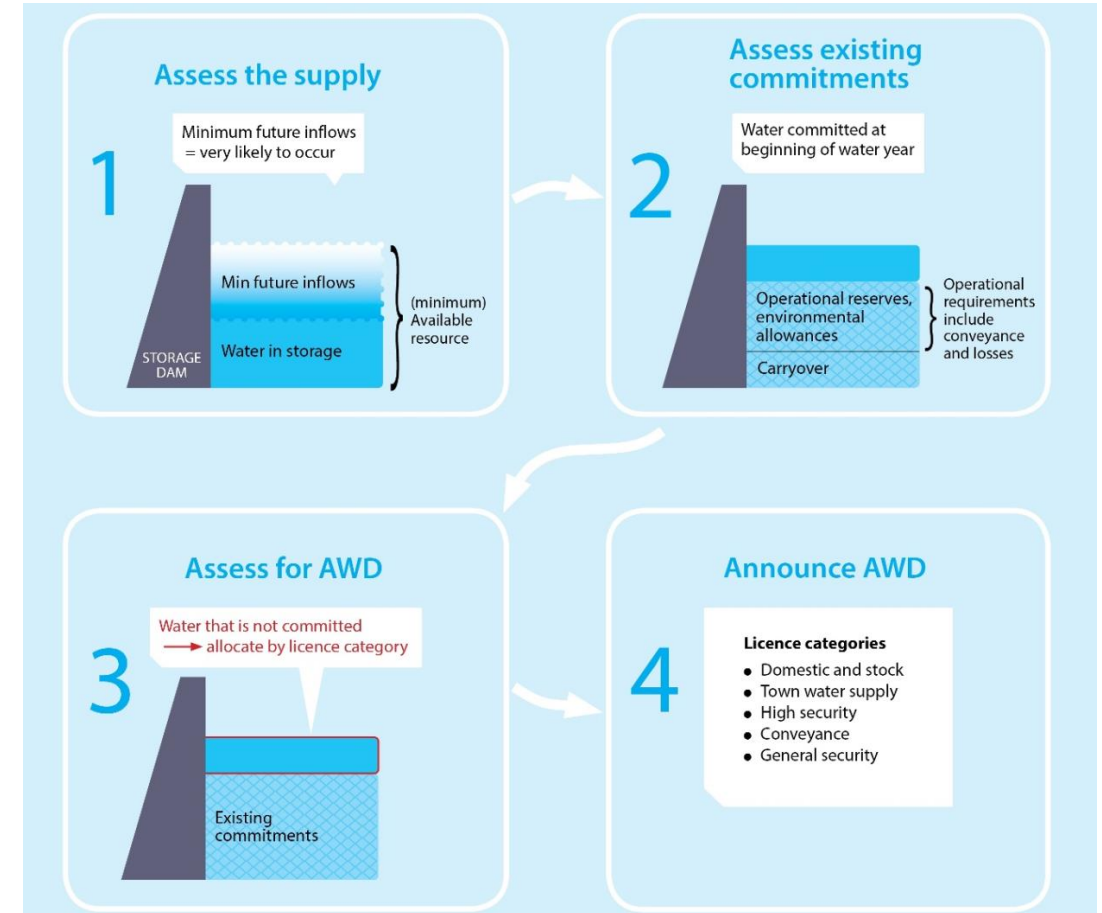 Assess the supply
1
Minimum future inflows
= very likely to occur
Min future inflows
Water in storage
(minimum)
Available
resource
STORAGE
DAM
Assess existing
commitments
2
Water committed at
beginning of water year
Operational reserves,
environmental
allowances
Carryover
Operational
requirements
include
conveyance
and losses
Assess for AWD
3
Water that is not committed
→ allocate by licence category
Existing
commitments
Announce AWD
4
Licence categories
• Domestic and stock
• Town water supply
• High security
• Conveyance
• General security